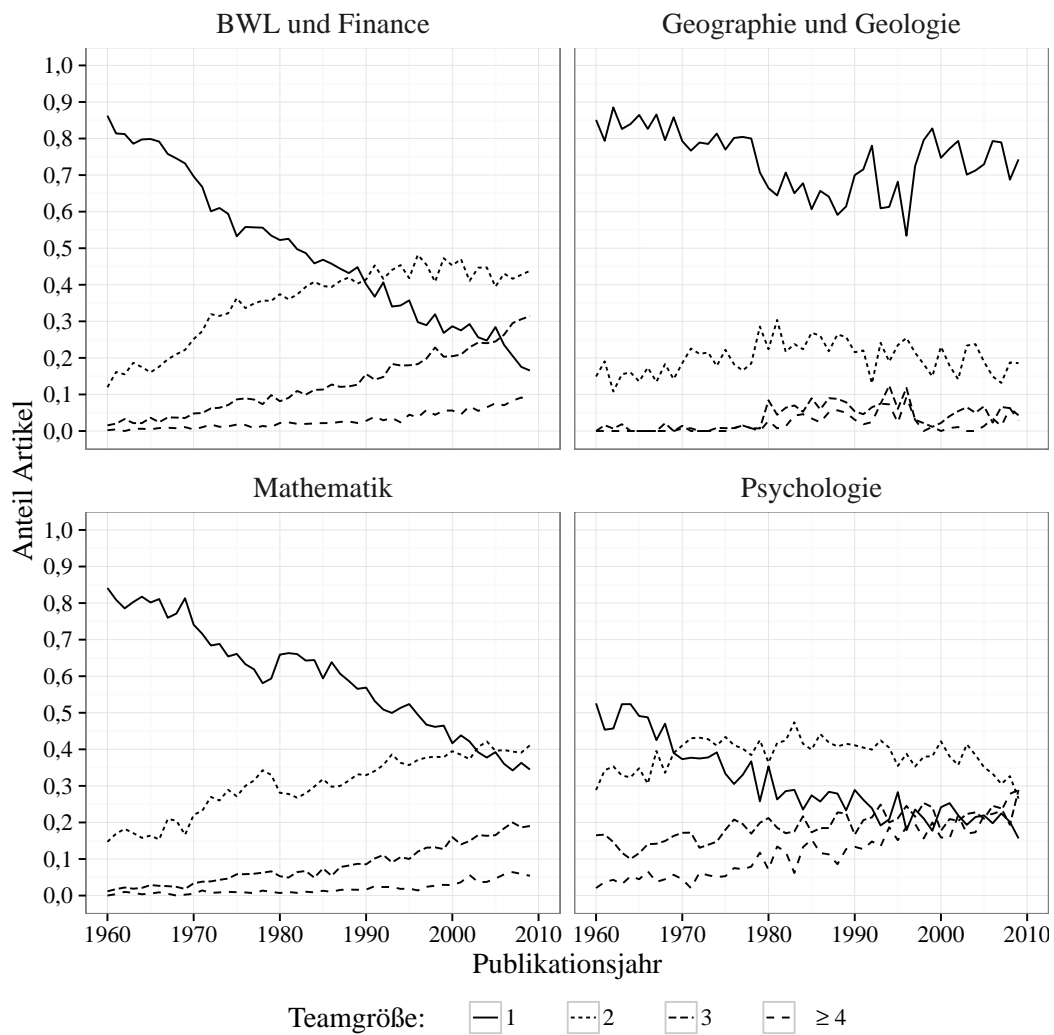 BWL und Finance
Geographie und Geologie
1,0
0,9
0,8
0,7
0,6
0,5
0,4
0,3
0,2
0,1
0,0
Anteil Artikel
Mathematik
Psychologie
1,0
0,9
0,8
0,7
0,6
0,5
0,4
0,3
0,2
0,1
0,0
1960 1970 1980 1990 2000 2010 1960 1970 1980 1990 2000 2010
Publikationsjahr
Teamgröße: 1 2 3 ≥ 4